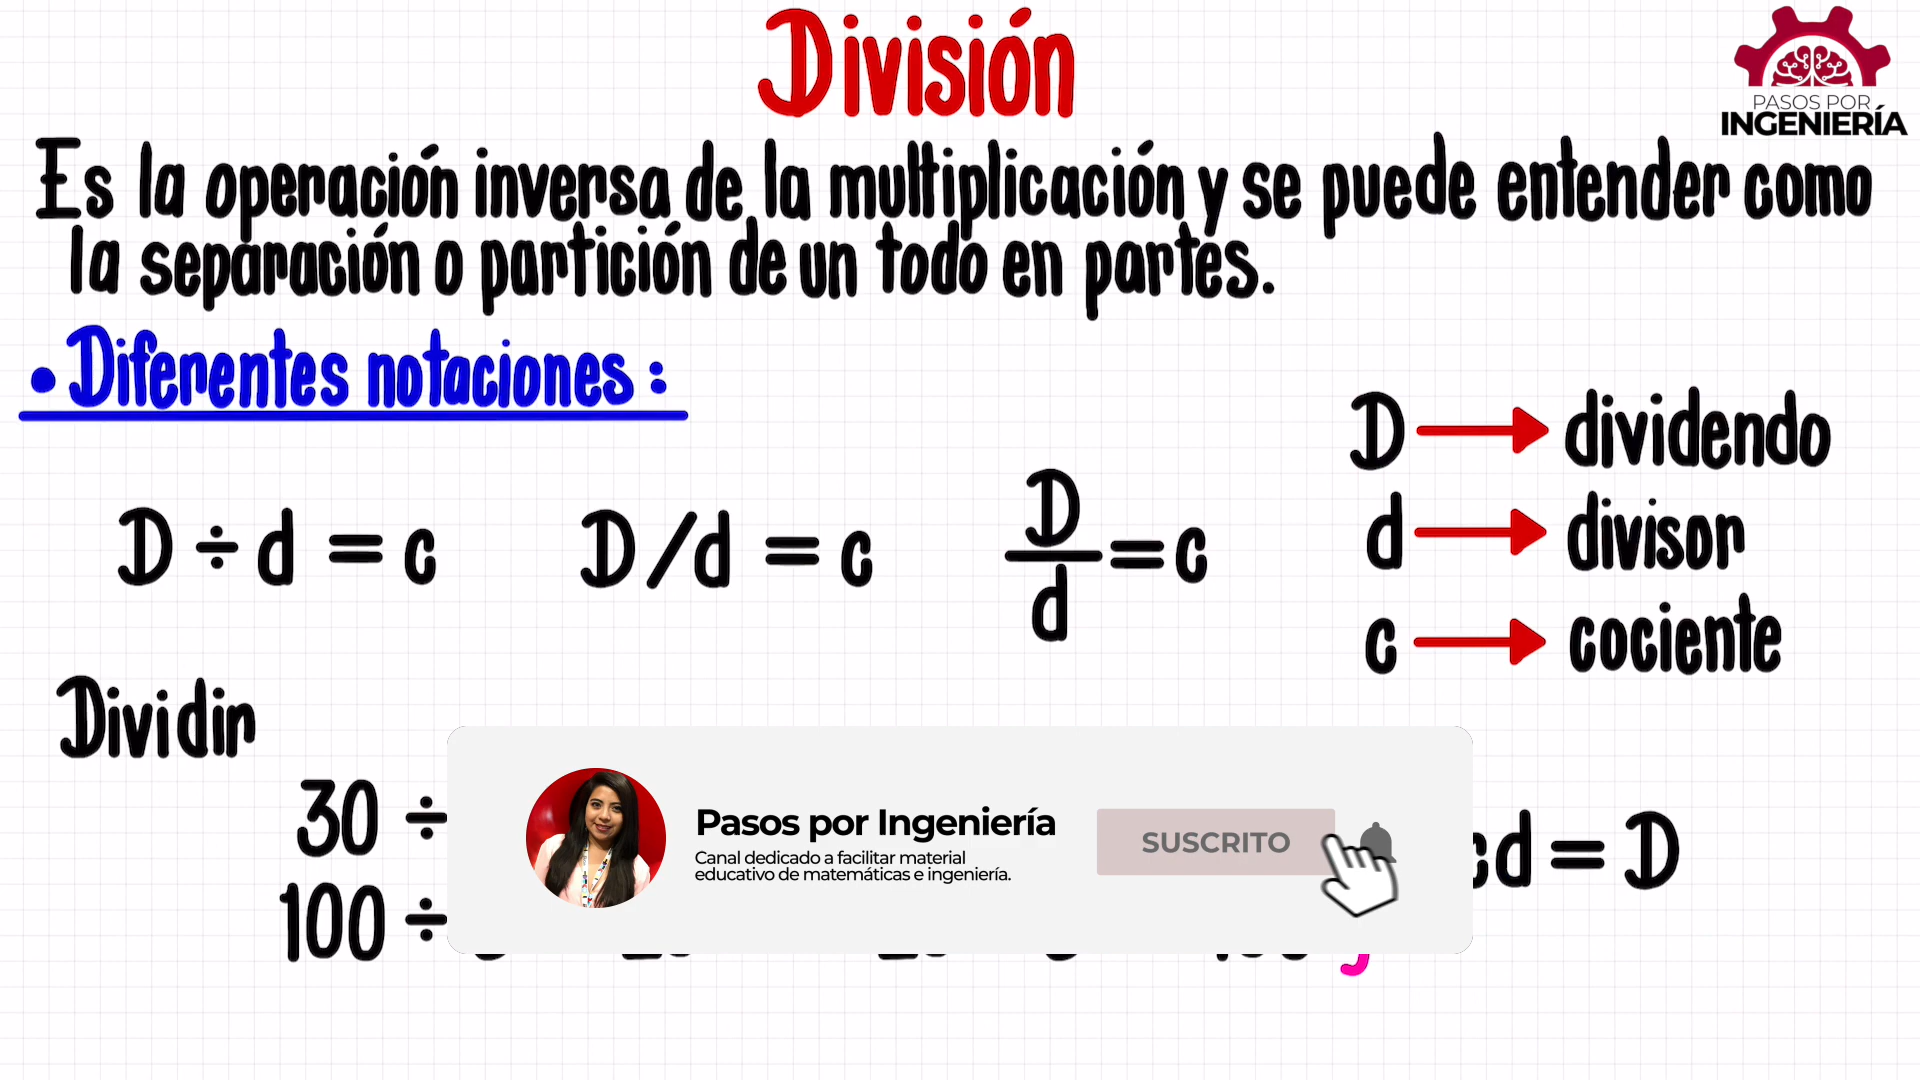 División
PASOS POR
INGENIERÍA
Es la operación inversa de la multiplicación y se puede entender como
la separación o partición de un todo en partes.
• Diferentes notaciones:
D ÷ d = c
D/d = c
D
d
= c
D → dividendo
d → divisor
c → cociente
Dividir
30 ÷
100 ÷
Pasos por Ingeniería
Canal dedicado a facilitar material
educativo de matemáticas e ingeniería.
SUSCRITO
cd = D